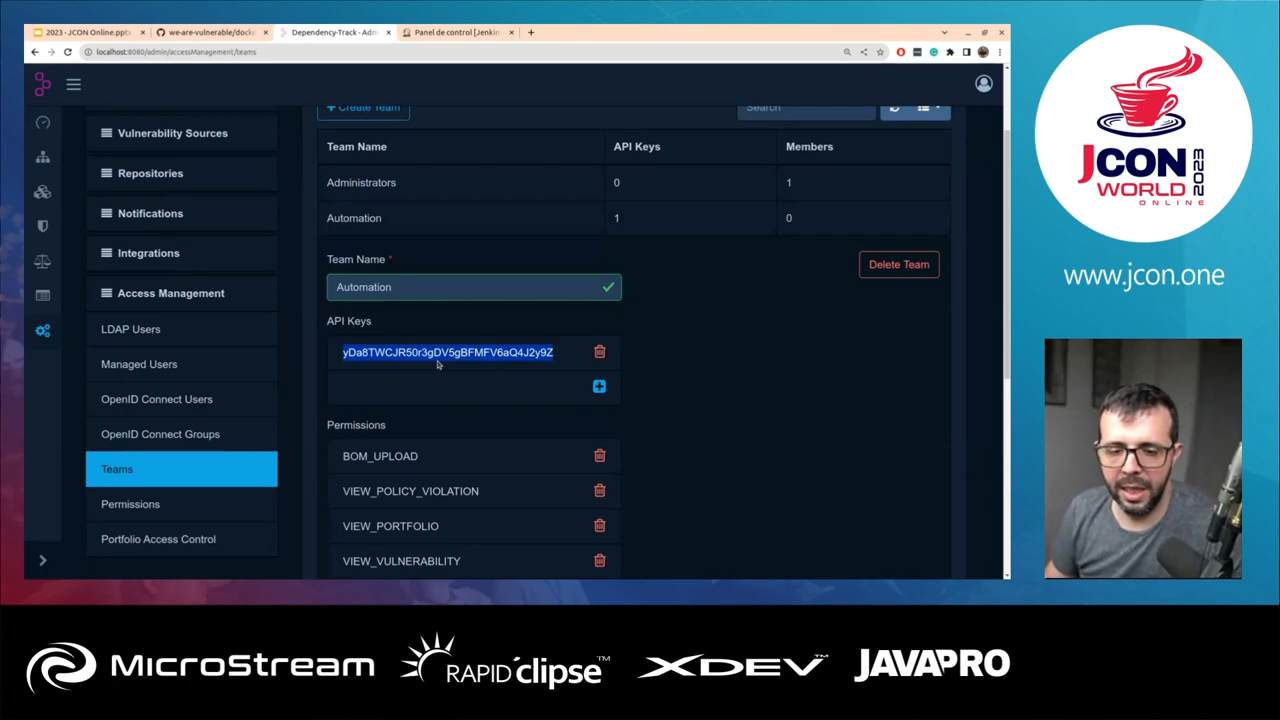 2023 - JCON Online.pptx
we-are-vulnerable/docke
Dependency-Track - Adm
Panel de control [Jenkin
localhost:8080/admin/accessManagement/teams
Create Team
Search
Vulnerability Sources
Repositories
Notifications
Integrations
Access Management
LDAP Users
Managed Users
OpenID Connect Users
OpenID Connect Groups
Teams
Permissions
Portfolio Access Control
Team Name API Keys Members
Administrators 0 1
Automation 1 0
Team Name *
Delete Team
Automation
API Keys
yDa8TWCJR50r3gDV5gBFMFV6aQ4J2y9Z
Permissions
BOM_UPLOAD
VIEW_POLICY_VIOLATION
VIEW_PORTFOLIO
VIEW_VULNERABILITY
JCON
WORLD
ONLINE
2023
www.jcon.one
MicroStream
RAPID'clipse™
XDEV™
JAVAPRO